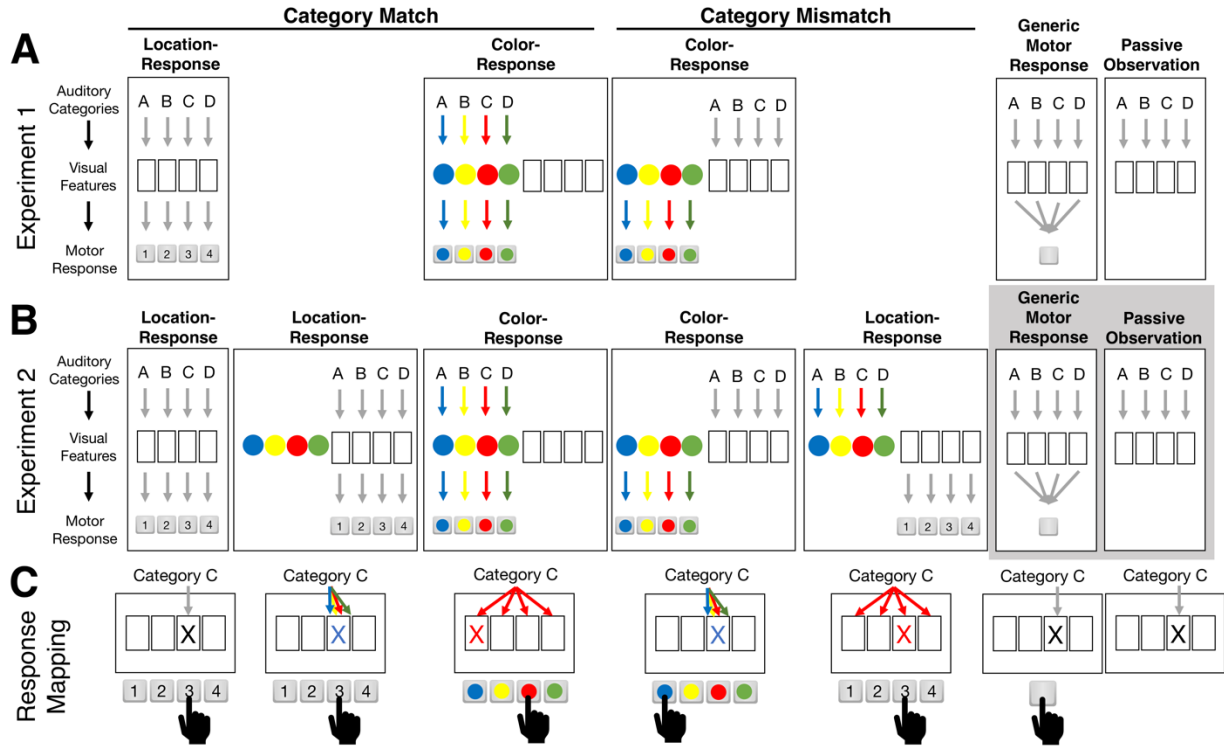 Category Match
Category Mismatch
A
Experiment 1
Location-
Response
Color-
Response
Color-
Response
Generic
Motor
Response
Passive
Observation
Auditory
Categories
Visual
Features
Motor
Response
A B C D
1 2 3 4
A B C D
A B C D
A B C D
A B C D
B
Experiment 2
Location-
Response
Location-
Response
Color-
Response
Color-
Response
Location-
Response
Generic
Motor
Response
Passive
Observation
Auditory
Categories
Visual
Features
Motor
Response
A B C D
1 2 3 4
A B C D
1 2 3 4
A B C D
A B C D
A B C D
1 2 3 4
A B C D
A B C D
C
Response
Mapping
Category C
X
1 2 3 4
Category C
X
1 2 3 4
Category C
X
Category C
X
Category C
X
1 2 3 4
Category C
X
Category C
X